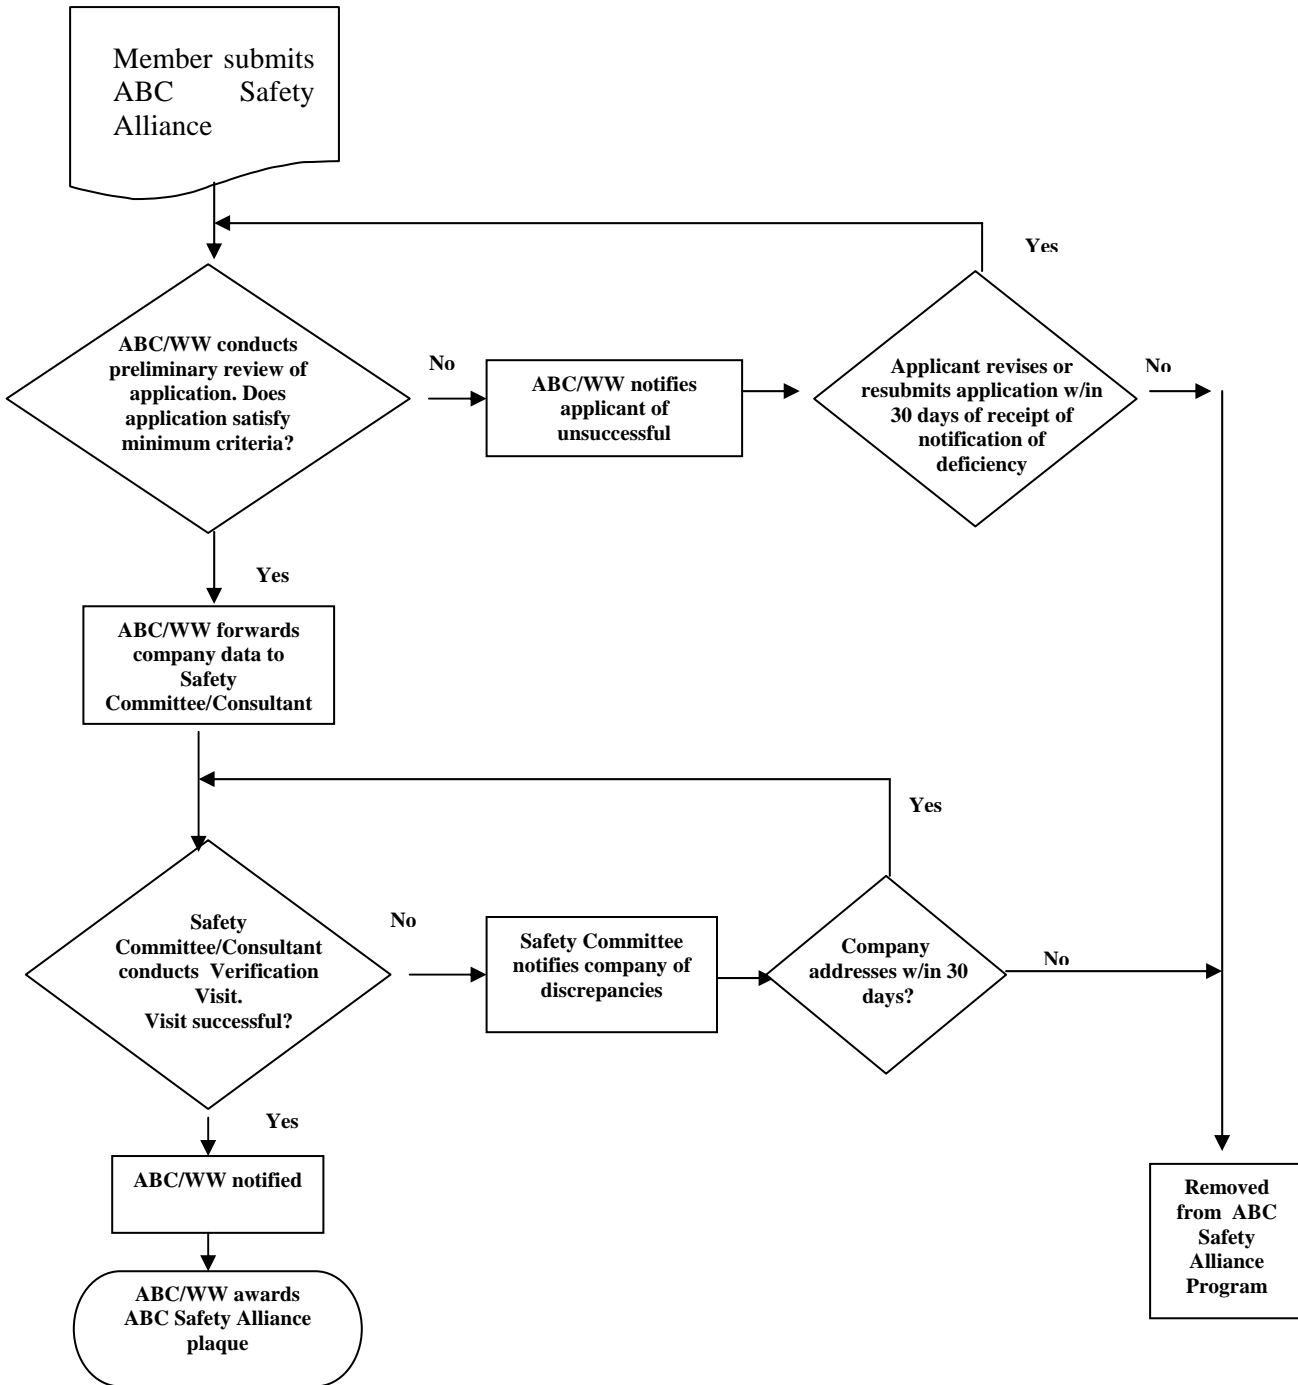 Member submits
ABC Safety
Alliance
Yes
ABC/WW conducts
preliminary review of
application. Does
application satisfy
minimum criteria?
No
ABC/WW notifies
applicant of
unsuccessful
Applicant revises or
resubmits application w/in
30 days of receipt of
notification of
deficiency
No
Yes
ABC/WW forwards
company data to
Safety
Committee/Consultant
Yes
Safety
Committee/Consultant
conducts Verification
Visit.
Visit successful?
No
Safety Committee
notifies company of
discrepancies
Company
addresses w/in 30
days?
No
Yes
ABC/WW notified
Removed
from ABC
Safety
Alliance
Program
ABC/WW awards
ABC Safety Alliance
plaque